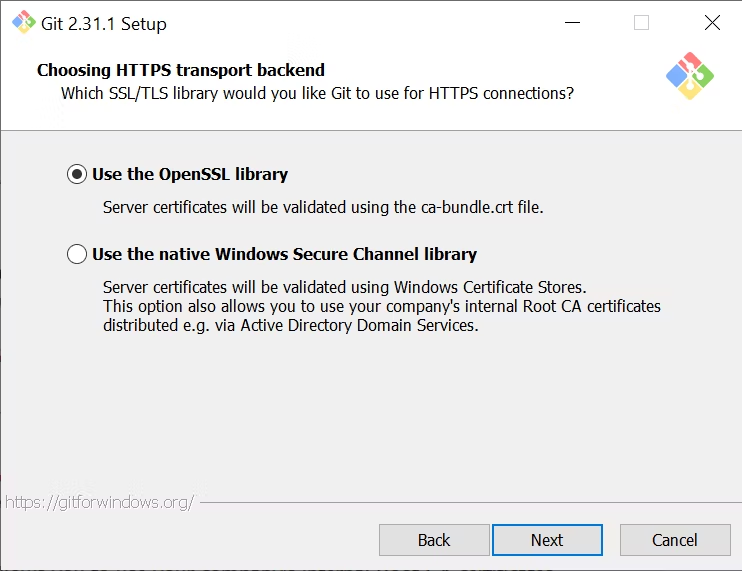 Git 2.31.1 Setup
Choosing HTTPS transport backend
Which SSL/TLS library would you like Git to use for HTTPS connections?
Use the OpenSSL library
Server certificates will be validated using the ca-bundle.crt file.
Use the native Windows Secure Channel library
Server certificates will be validated using Windows Certificate Stores.
This option also allows you to use your company's internal Root CA certificates
distributed e.g. via Active Directory Domain Services.
https://gitforwindows.org/
Back
Next
Cancel